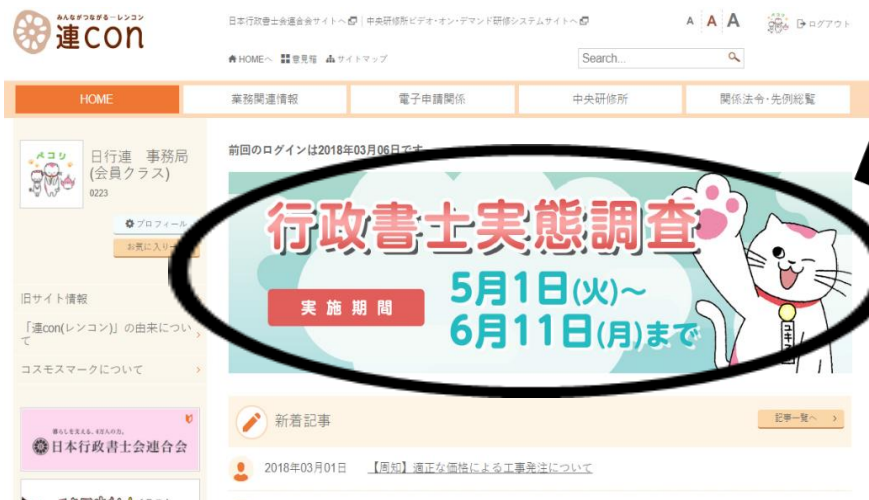 みんながつながる―レンコン
連con
日本行政書士会連合会サイトへ | 中央研修所ビデオ・オン・デマンド研修システムサイトへ
A A A
ログアウト
HOMEへ 意見箱 サイトマップ
Search...
HOME 業務関連情報 電子申請関係 中央研修所 関係法令・先例総覧
ペコリ
日行連 事務局
(会員クラス)
0223
プロフィール
お気に入り
旧サイト情報
「連con(レンコン)」の由来につい
て
コスモスマークについて
暮らしを支える、4万人の力。
日本行政書士会連合会
前回のログインは2018年03月06日です
行政書士実態調査
実施期間
5月1日(火)～
6月11日(月)まで
ユキマサ
新着記事
記事一覧へ
2018年03月01日 【周知】適正な価格による工事発注について